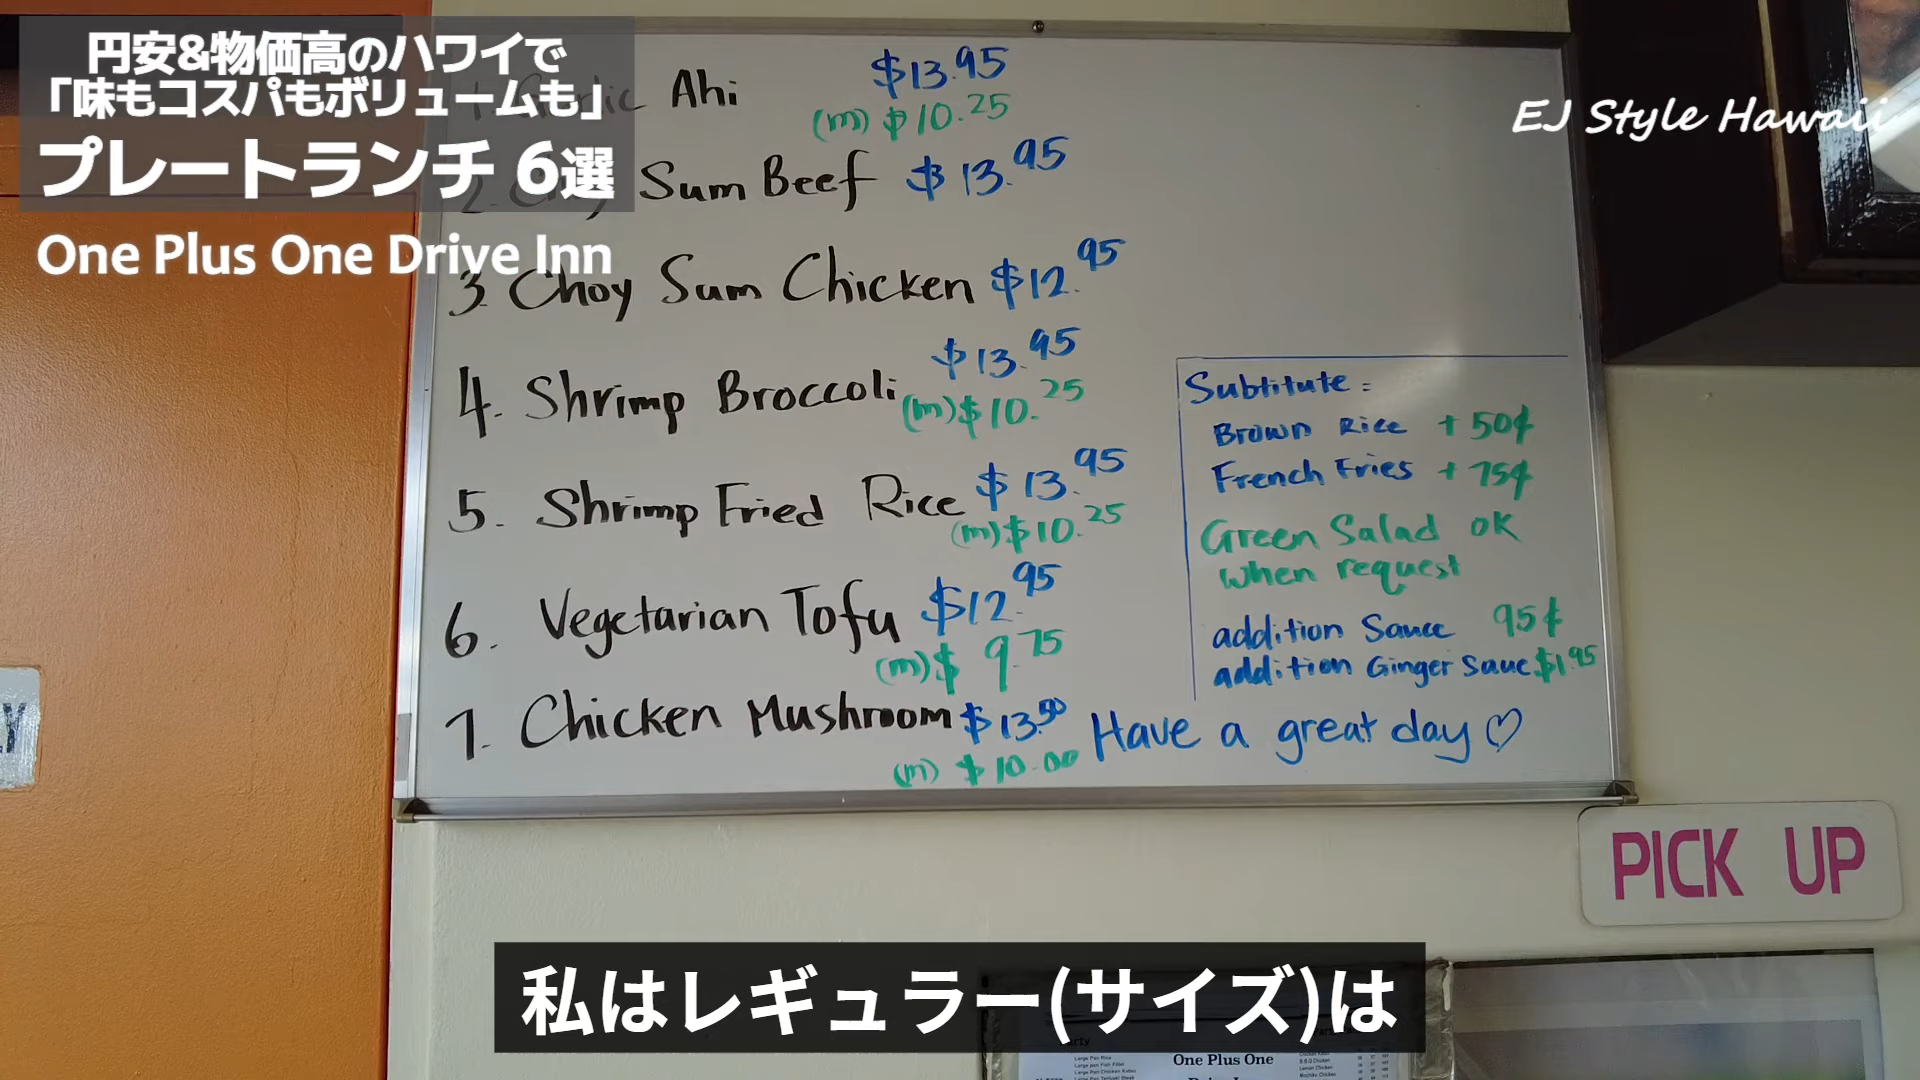 円安&物価高のハワイで
「味もコスパもボリュームも」
プレートランチ 6選
One Plus One Drive Inn
EJ Style Hawaii
Ahi $13.95
(m) $10.25
2. Sum Beef $13.95
3. Choy Sum Chicken $12.95
4. Shrimp Broccoli $13.95
(m) $10.25
5. Shrimp Fried Rice $13.95
(m) $10.25
6. Vegetarian Tofu $12.95
(m) $9.75
7. Chicken Mushroom $13.50
(m) $10.00
Subtitute:
Brown Rice + 50¢
French Fries + 75¢
Green Salad OK
when request
addition Sauce 95¢
addition Ginger Sauce $1.95
Have a great day ♡
LY
PICK UP
私はレギュラー(サイズ)は
One Plus One